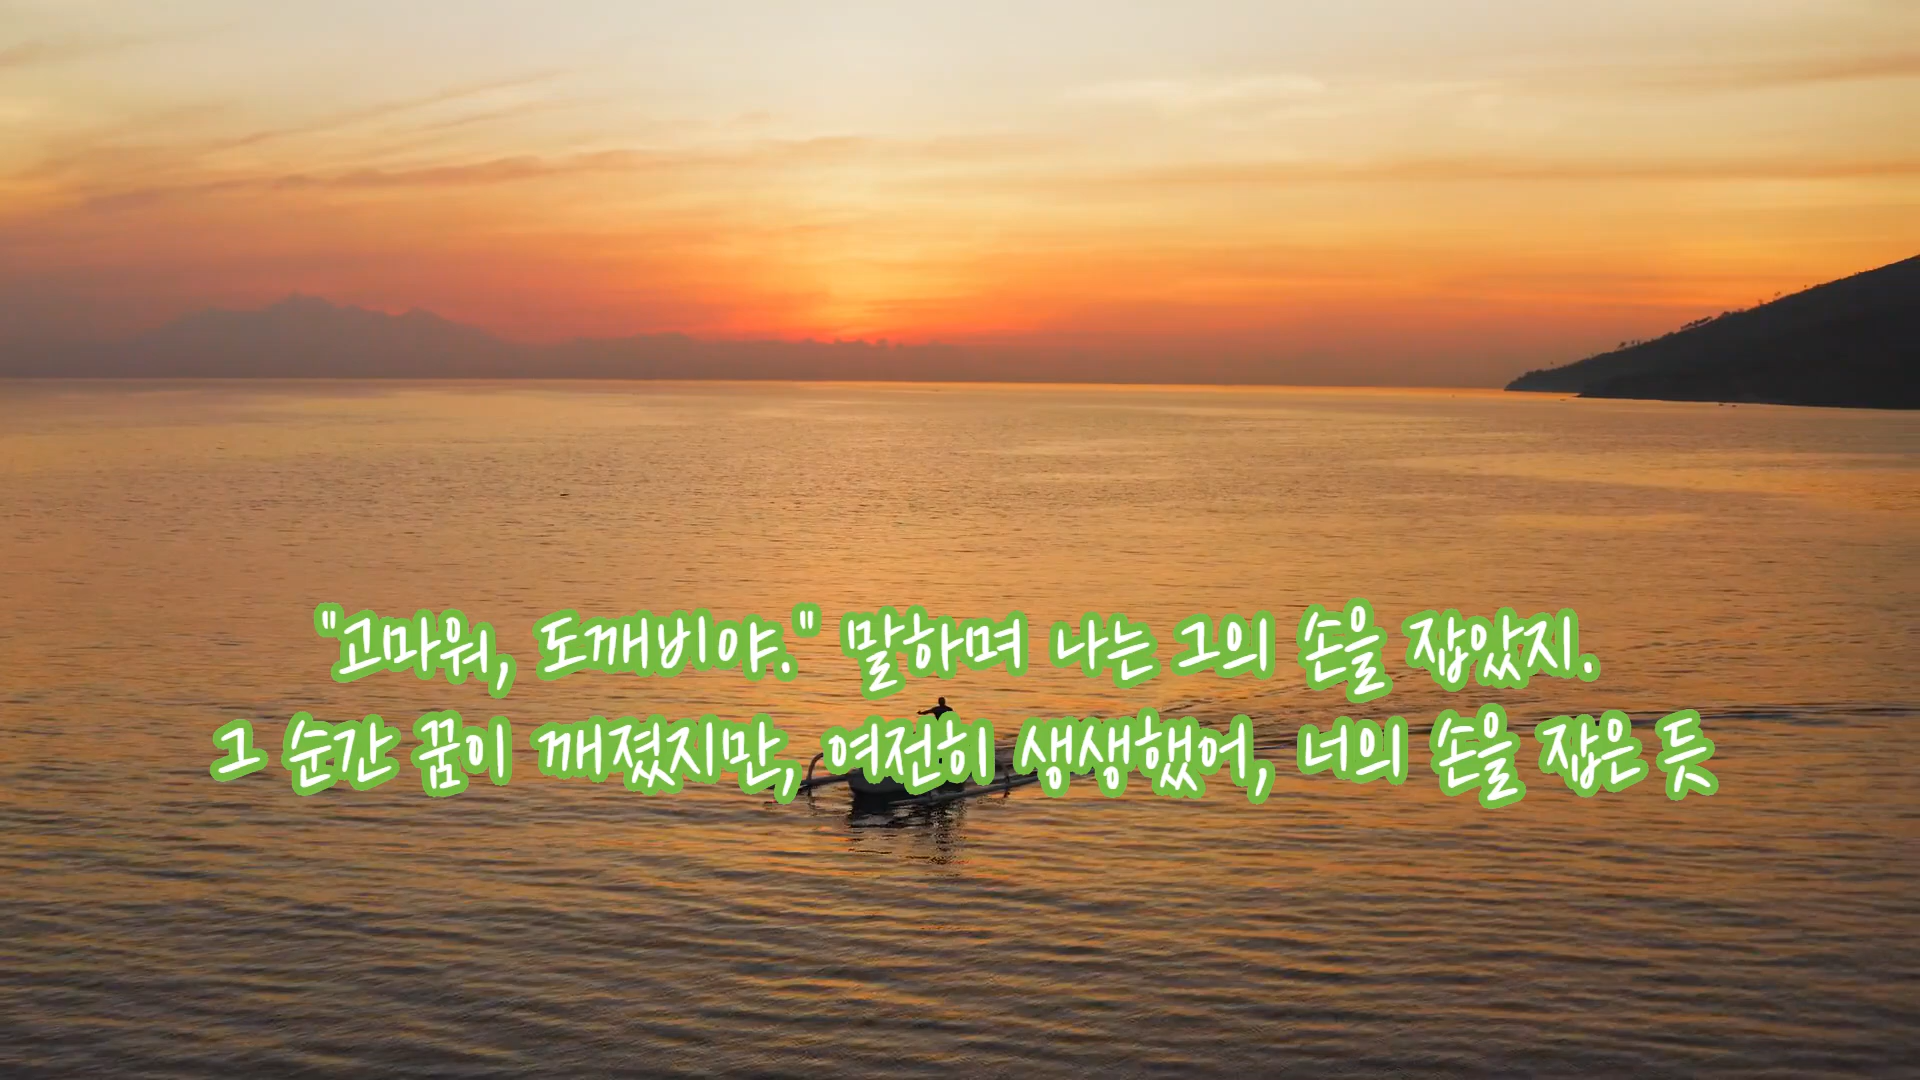 "고마워, 도깨비야." 말하며 나는 그의 손을 잡았지.
그 순간 꿈이 깨졌지만, 여전히 생생했어, 너의 손을 잡은 듯